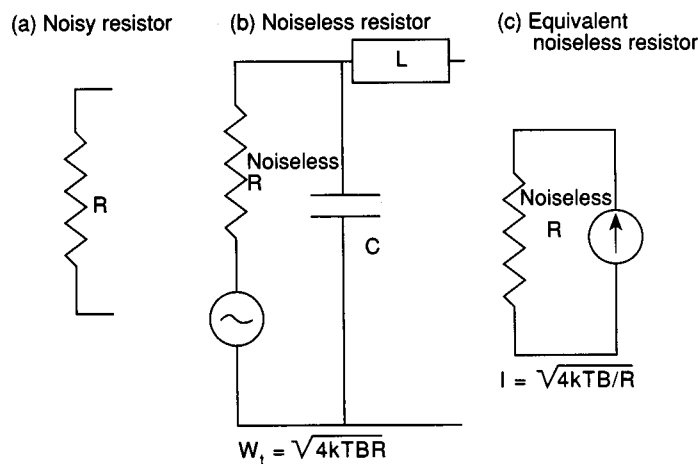 (a) Noisy resistor
R
(b) Noiseless resistor
L
Noiseless
R
C
W_t = √4kTBR
(c) Equivalent
noiseless resistor
Noiseless
R
I = √4kTB/R